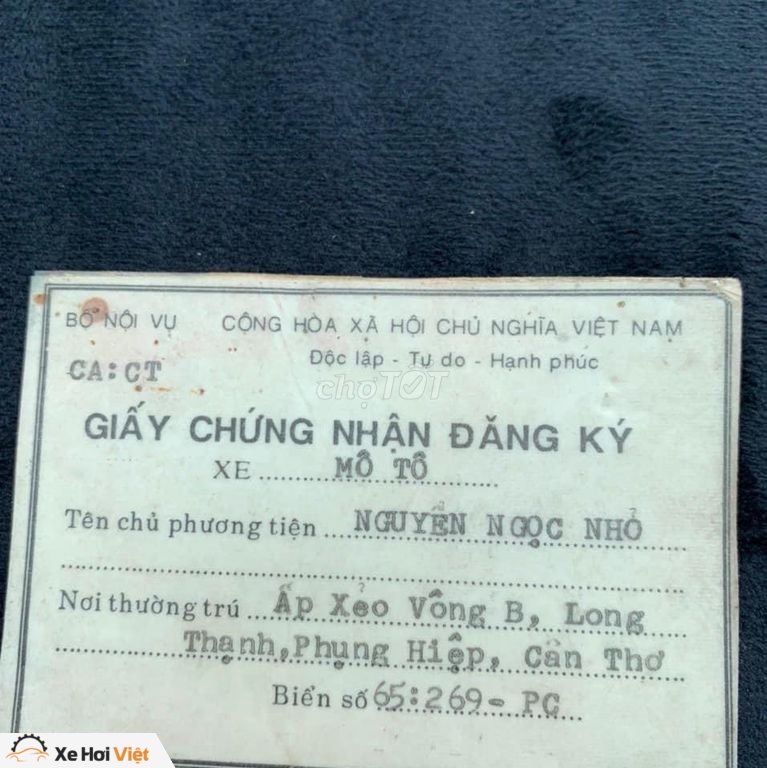 BỘ NỘI VỤ CỘNG HÒA XÃ HỘI CHỦ NGHĨA VIỆT NAM
CA:CT Độc lập - Tự do - Hạnh phúc
chợTỐT
GIẤY CHỨNG NHẬN ĐĂNG KÝ
XE MÔ TÔ
Tên chủ phương tiện NGUYỄN NGỌC NHỎ
Nơi thường trú Ấp Xẻo Vông B, Long
Thạnh, Phụng Hiệp, Cần Thơ
Biển số 65:269- PC
Xe Hơi Việt